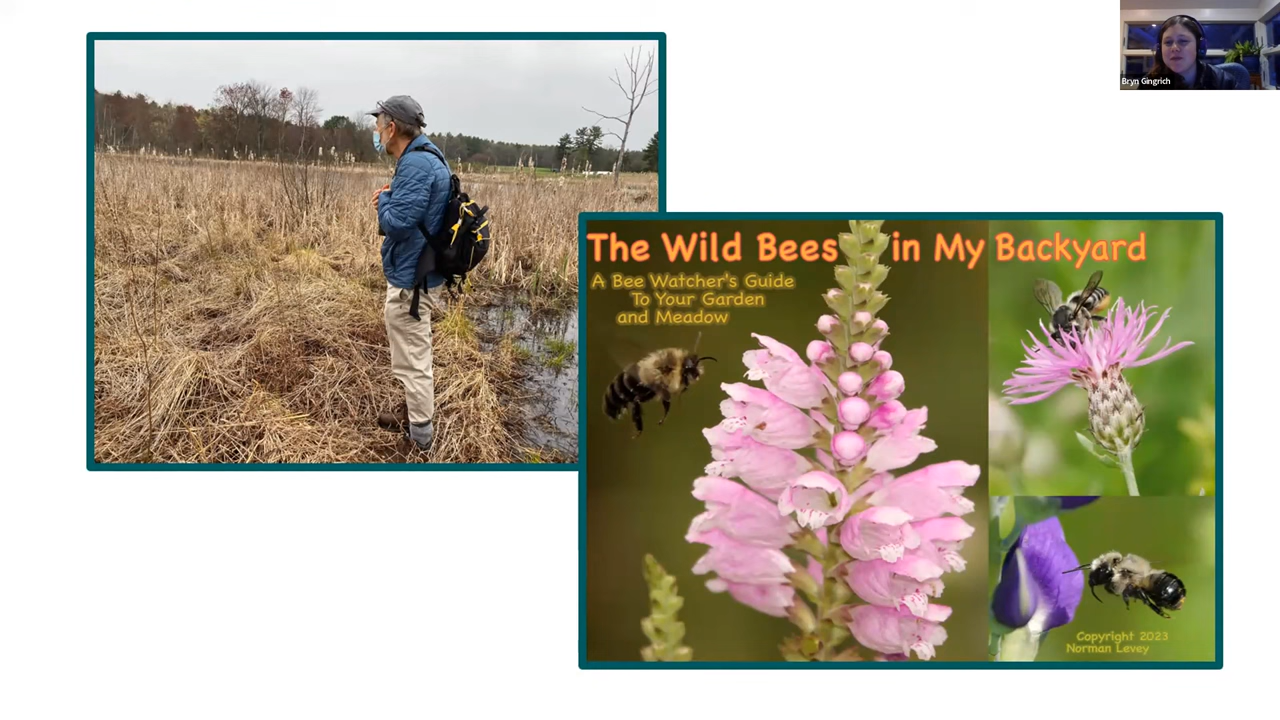 Bryn Gingrich
The Wild Bees in My Backyard
A Bee Watcher's Guide
To Your Garden
and Meadow
Copyright 2023
Norman Levey